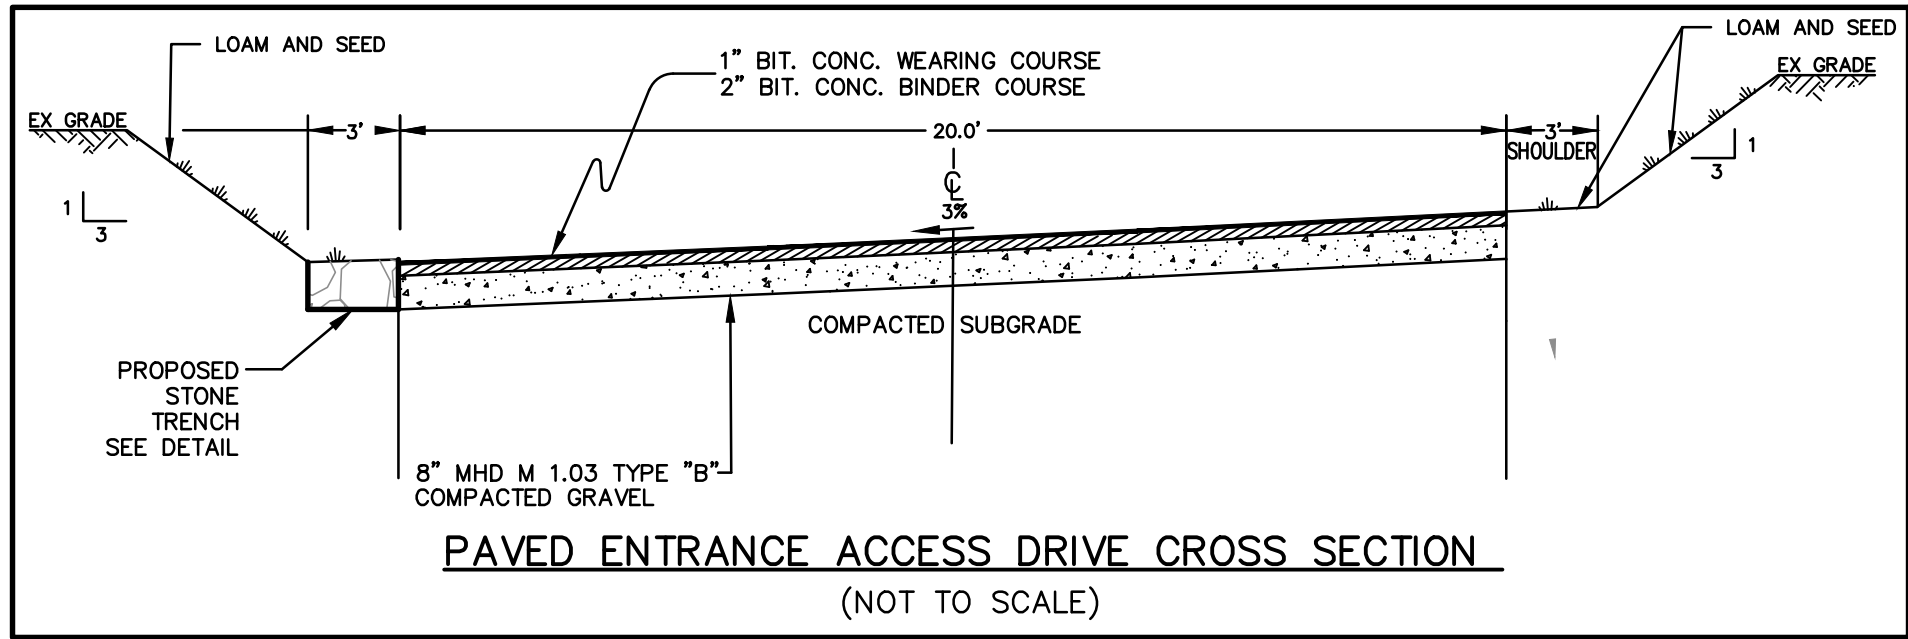 LOAM AND SEED
1" BIT. CONC. WEARING COURSE
2" BIT. CONC. BINDER COURSE
LOAM AND SEED
EX GRADE
EX GRADE
3'
20.0'
3'
SHOULDER
1
3
℄
3%
1
3
COMPACTED SUBGRADE
PROPOSED
STONE
TRENCH
SEE DETAIL
8" MHD M 1.03 TYPE "B"
COMPACTED GRAVEL
PAVED ENTRANCE ACCESS DRIVE CROSS SECTION
(NOT TO SCALE)